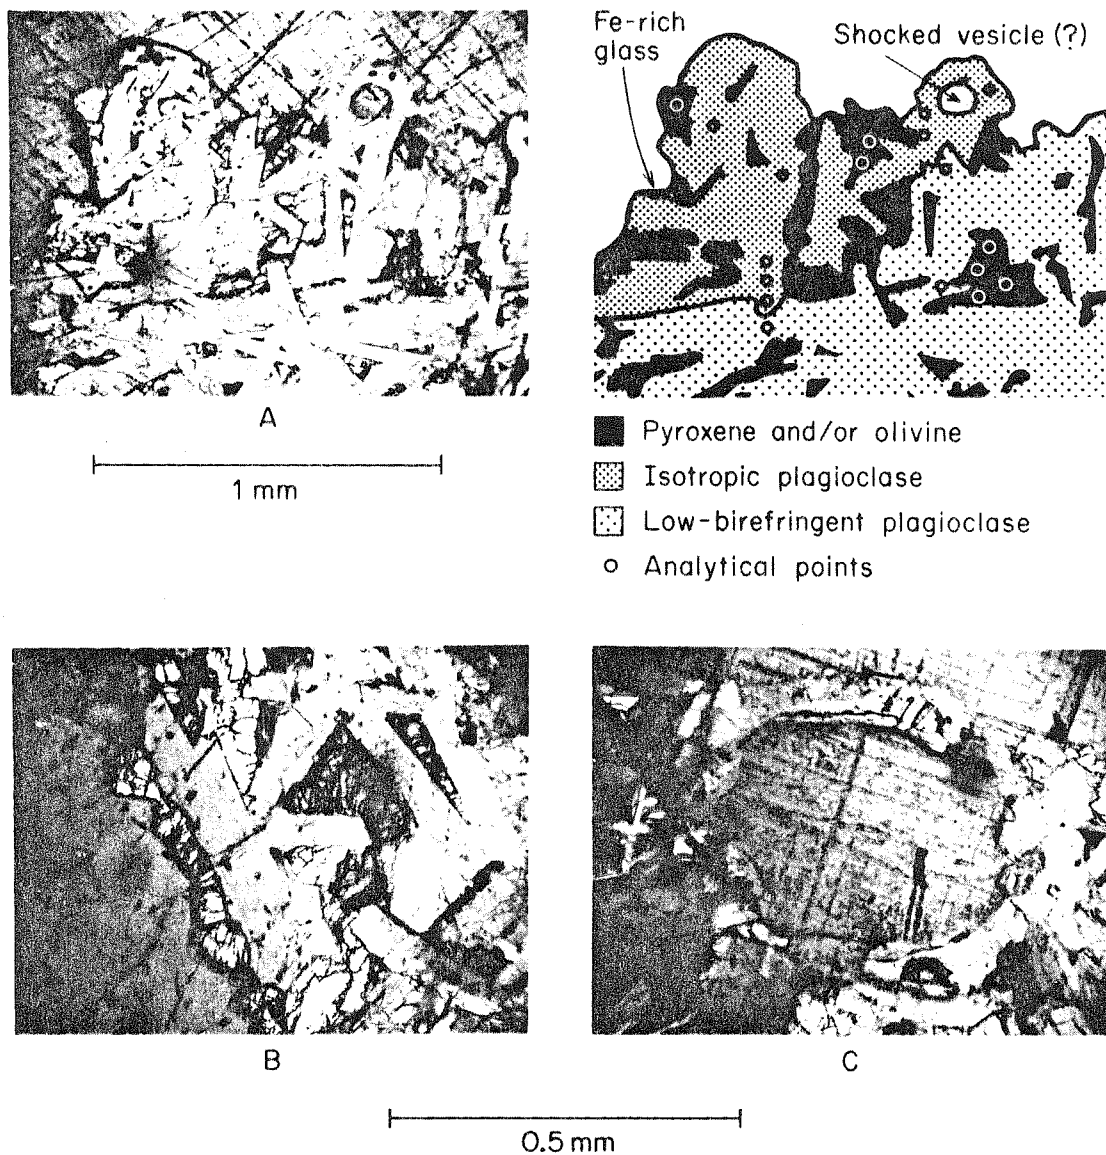 Fe-rich
glass
Shocked vesicle (?)
A
1 mm
Pyroxene and/or olivine
Isotropic plagioclase
Low-birefringent plagioclase
Analytical points
B
C
0.5 mm